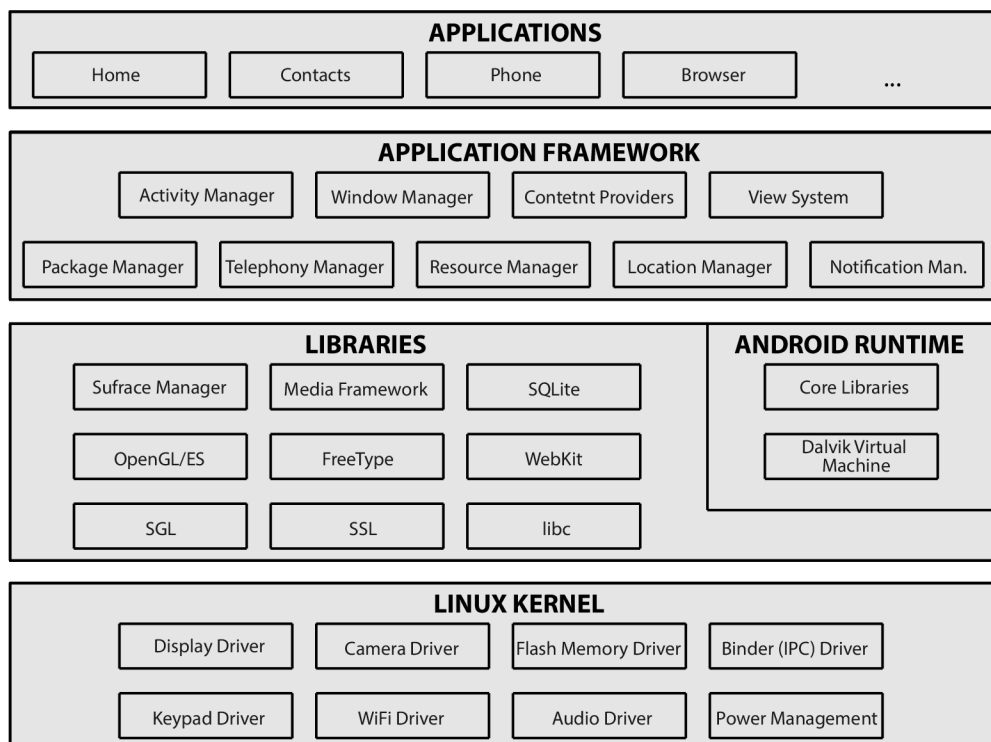 APPLICATIONS
Home
Contacts
Phone
Browser
...
APPLICATION FRAMEWORK
Activity Manager
Window Manager
Contetnt Providers
View System
Package Manager
Telephony Manager
Resource Manager
Location Manager
Notification Man.
LIBRARIES
Sufrace Manager
Media Framework
SQLite
OpenGL/ES
FreeType
WebKit
SGL
SSL
libc
ANDROID RUNTIME
Core Libraries
Dalvik Virtual
Machine
LINUX KERNEL
Display Driver
Camera Driver
Flash Memory Driver
Binder (IPC) Driver
Keypad Driver
WiFi Driver
Audio Driver
Power Management